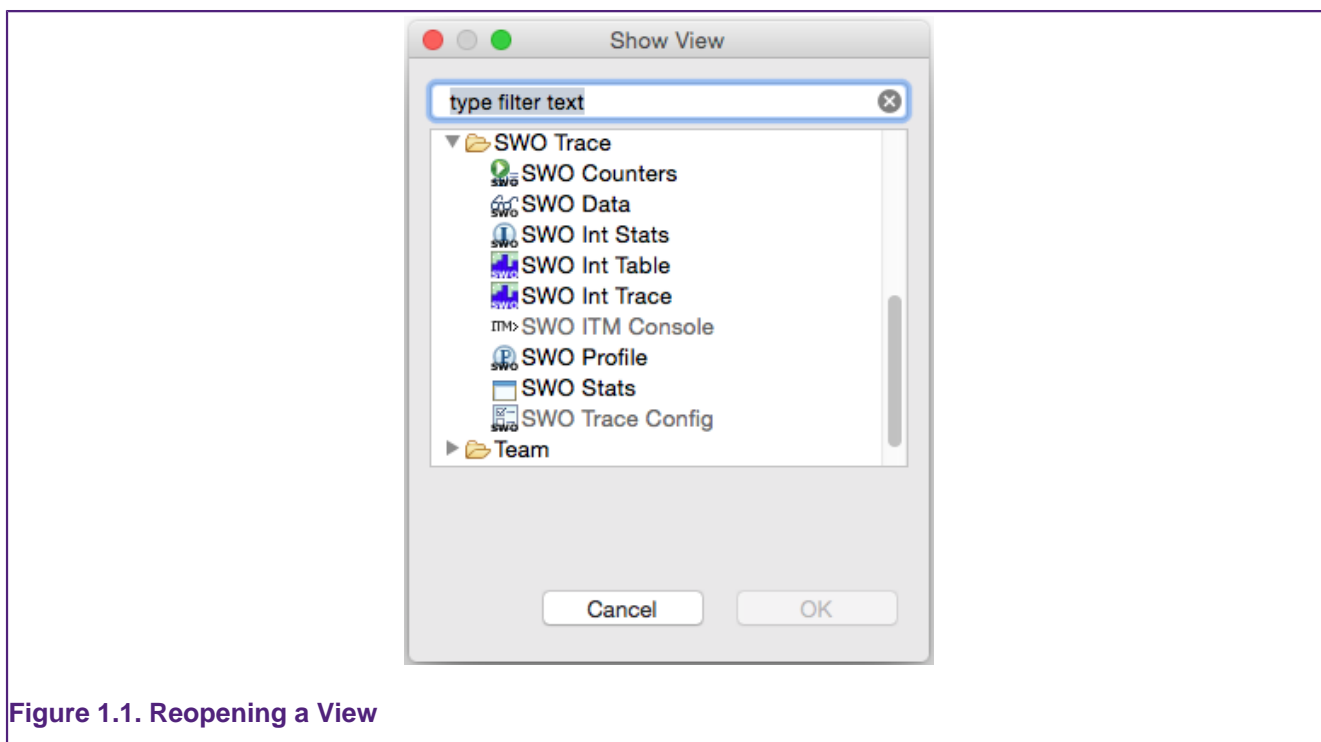 Show View
type filter text
SWO Trace
SWO Counters
SWO Data
SWO Int Stats
SWO Int Table
SWO Int Trace
ITM> SWO ITM Console
SWO Profile
SWO Stats
SWO Trace Config
Team
Cancel OK
Figure 1.1. Reopening a View